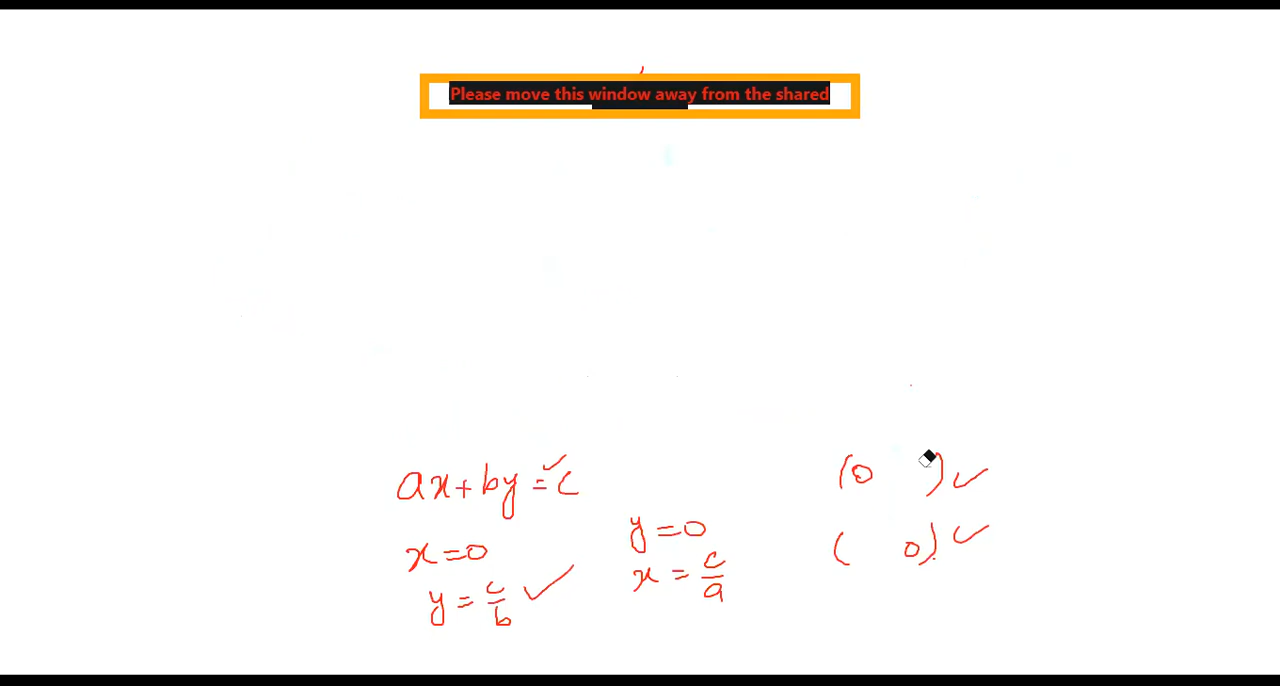 Please move this window away from the shared
ax+by=c
x=0
y=c/b
y=0
x=c/a
(0 )
( 0)